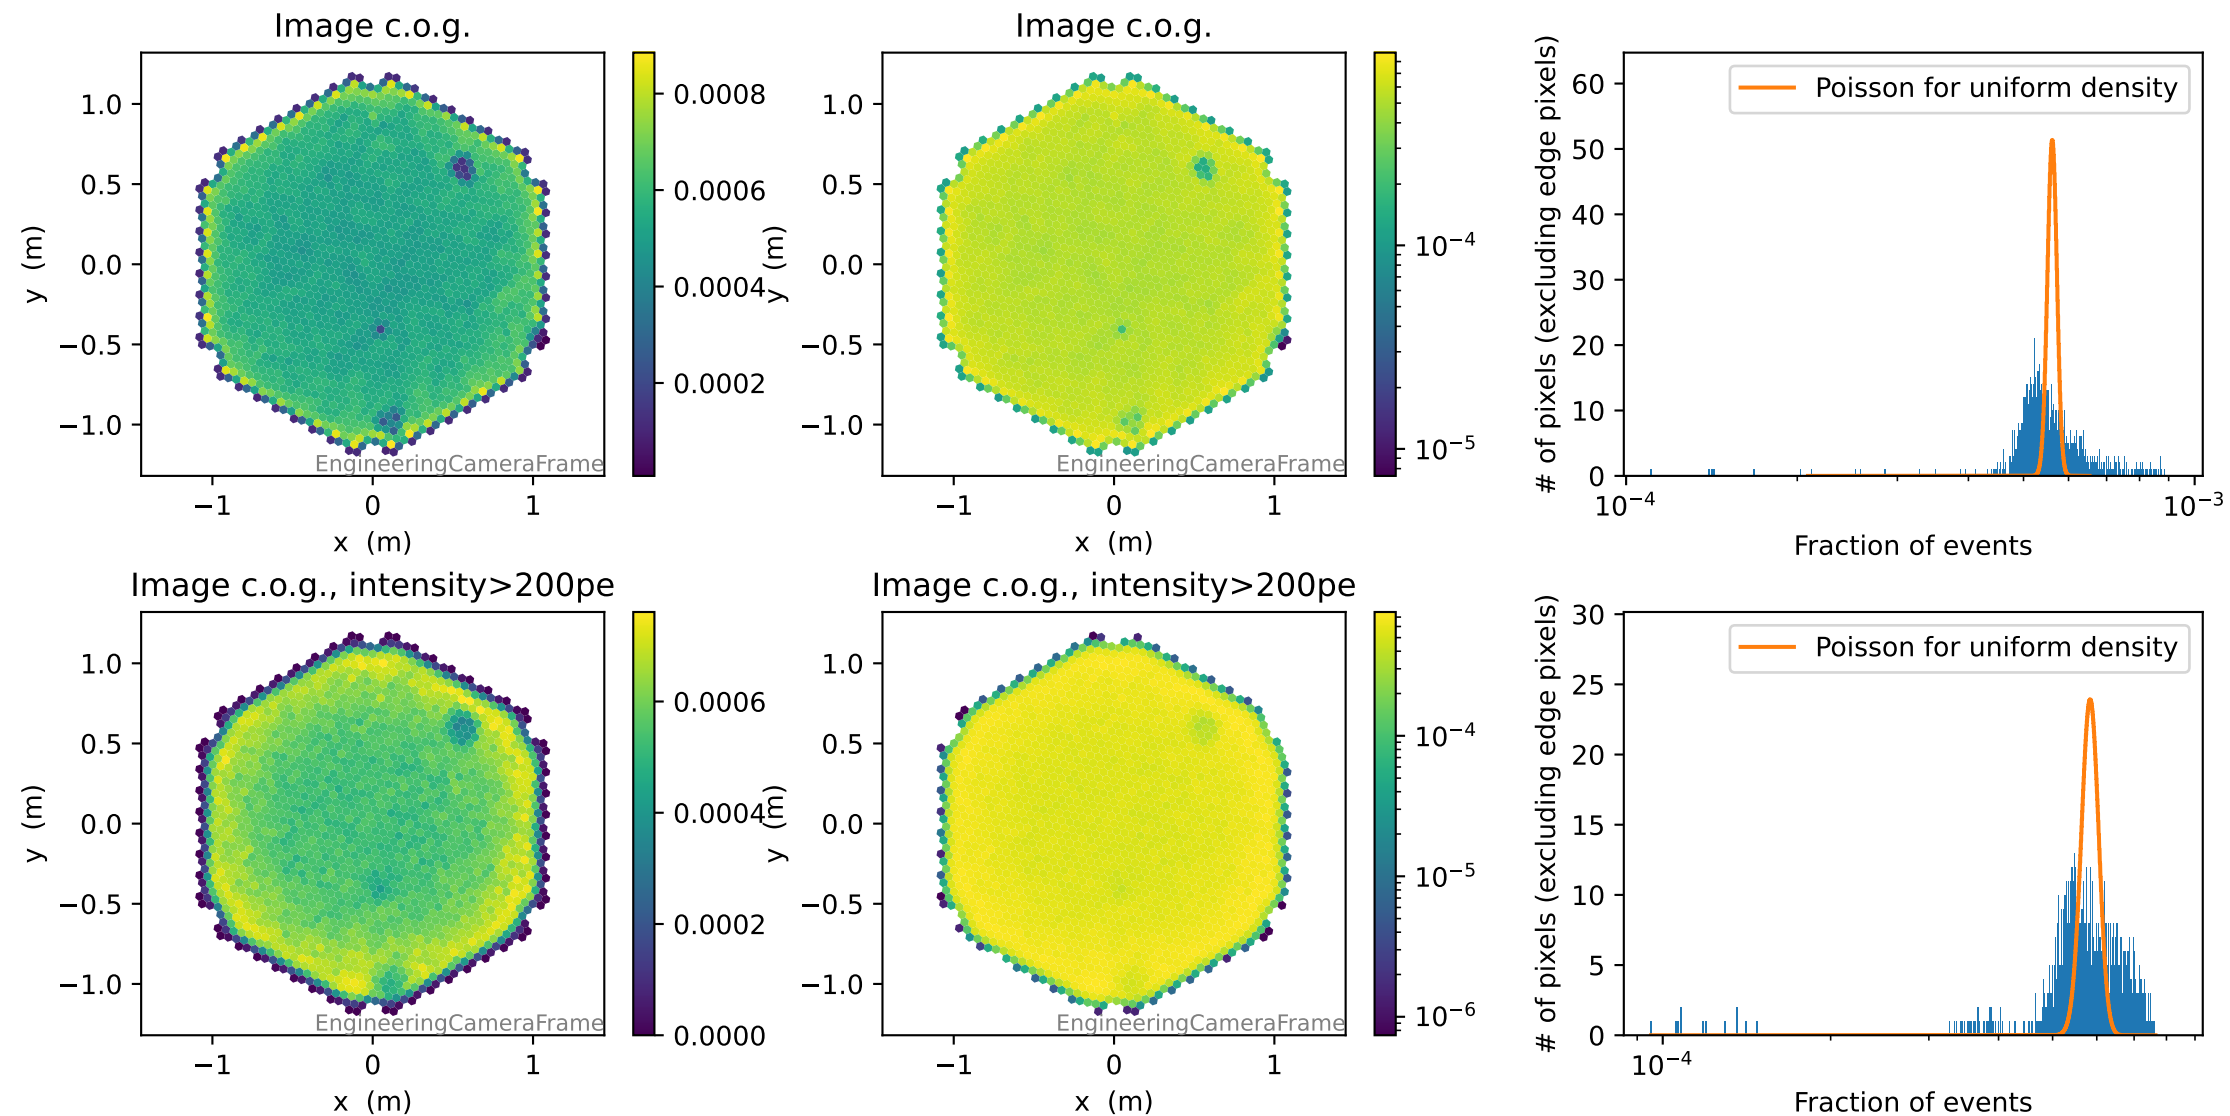 Image c.o.g.
1.0
0.5
0.0
−0.5
−1.0
y (m)
−1
0
1
x (m)
EngineeringCameraFrame
0.0008
0.0006
0.0004
0.0002
Image c.o.g.
1.0
0.5
0.0
−0.5
−1.0
y (m)
−1
0
1
x (m)
EngineeringCameraFrame
10⁻⁴
10⁻⁵
# of pixels (excluding edge pixels)
60
50
40
30
20
10
0
Poisson for uniform density
10⁻⁴
10⁻³
Fraction of events
Image c.o.g., intensity>200pe
1.0
0.5
0.0
−0.5
−1.0
y (m)
−1
0
1
x (m)
EngineeringCameraFrame
0.0006
0.0004
0.0002
0.0000
Image c.o.g., intensity>200pe
1.0
0.5
0.0
−0.5
−1.0
y (m)
−1
0
1
x (m)
EngineeringCameraFrame
10⁻⁴
10⁻⁵
10⁻⁶
# of pixels (excluding edge pixels)
30
25
20
15
10
5
0
Poisson for uniform density
10⁻⁴
Fraction of events